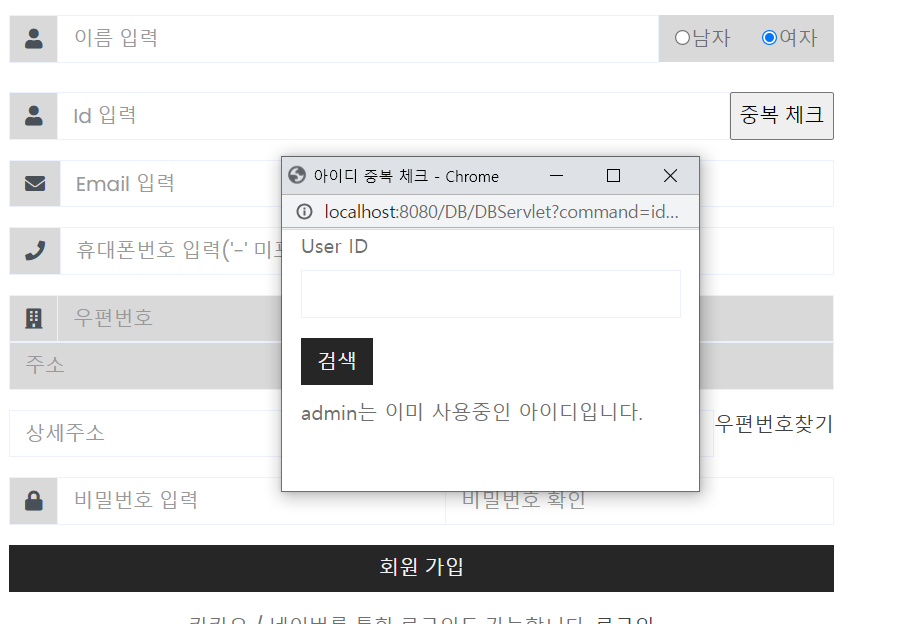 이름 입력
남자 여자
Id 입력
중복 체크
Email 입력
휴대폰번호 입력('-' 미
우편번호
주소
상세주소
우편번호찾기
비밀번호 입력
비밀번호 확인
회원 가입
아이디 중복 체크 - Chrome
localhost:8080/DB/DBServlet?command=id...
User ID
검색
admin는 이미 사용중인 아이디입니다.